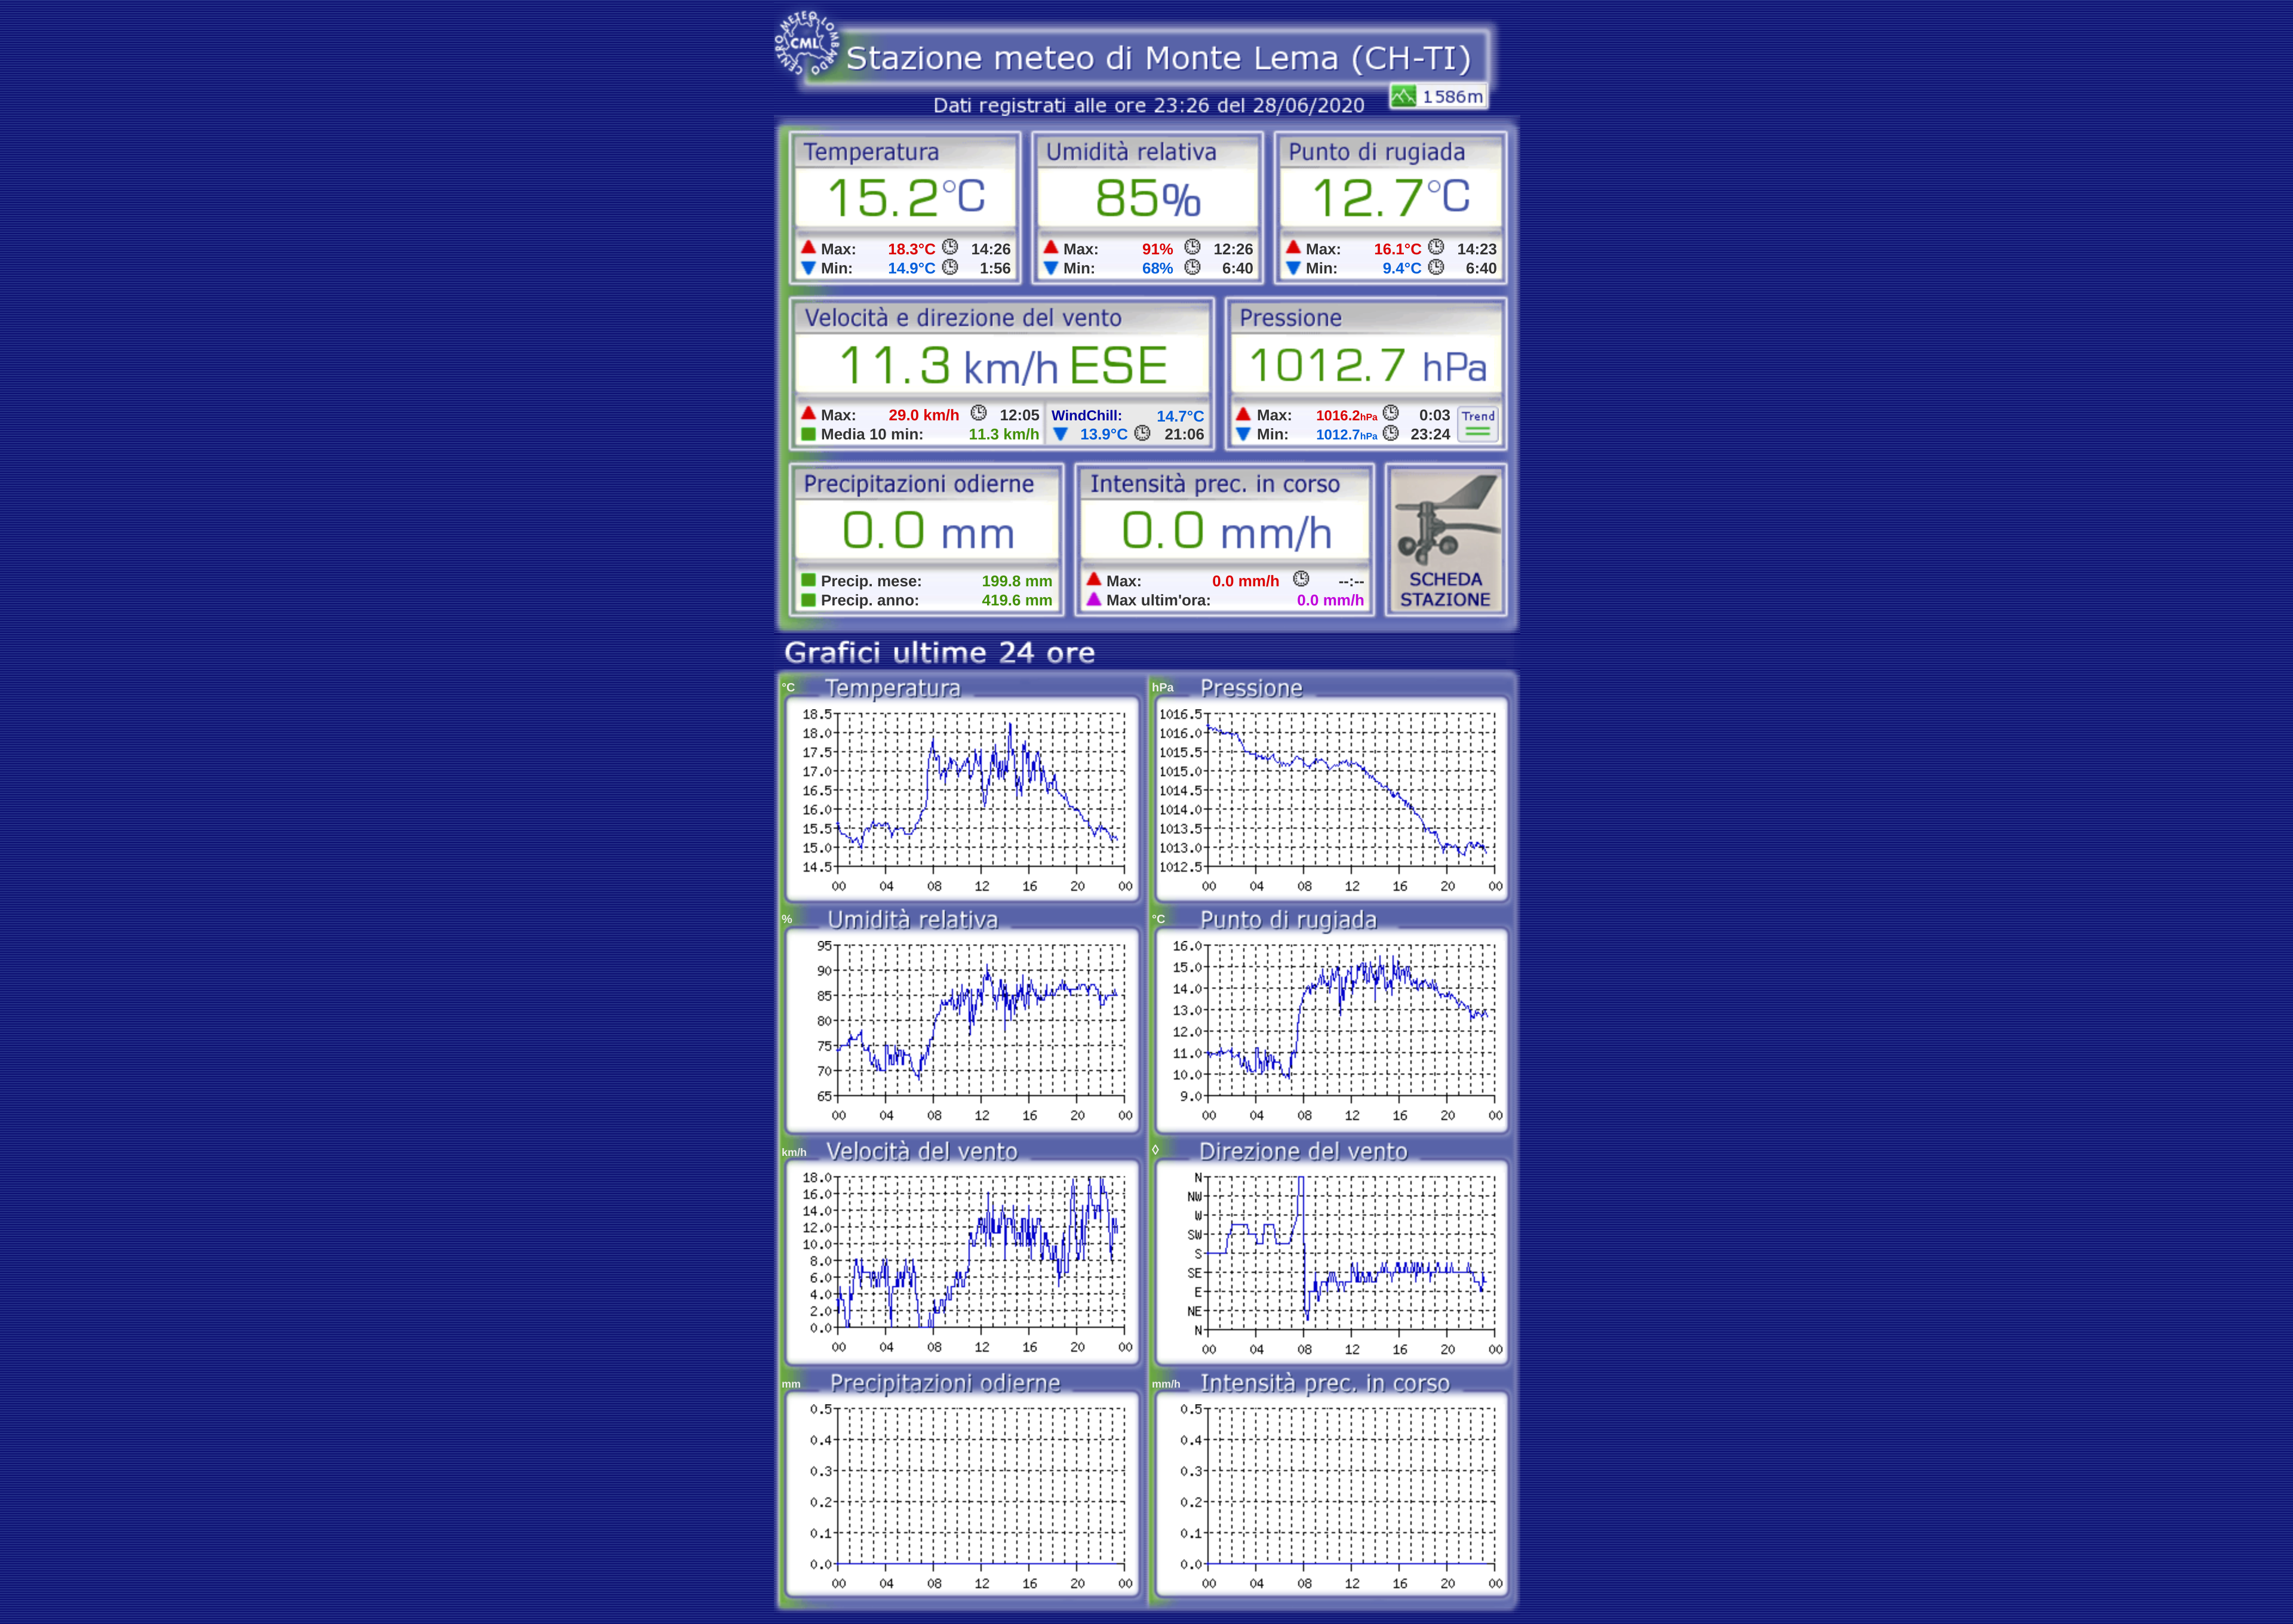 CENTRO METEO LOMBARDO
CML
Stazione meteo di Monte Lema (CH-TI)
Dati registrati alle ore 23:26 del 28/06/2020
1586m
Temperatura
15.2°C
Max: 18.3°C 14:26
Min: 14.9°C 1:56
Umidità relativa
85%
Max: 91% 12:26
Min: 68% 6:40
Punto di rugiada
12.7°C
Max: 16.1°C 14:23
Min: 9.4°C 6:40
Velocità e direzione del vento
11.3 km/h ESE
Max: 29.0 km/h 12:05
Media 10 min: 11.3 km/h
WindChill: 14.7°C
13.9°C 21:06
Pressione
1012.7 hPa
Max: 1016.2hPa 0:03
Min: 1012.7hPa 23:24
Trend
Precipitazioni odierne
0.0 mm
Precip. mese: 199.8 mm
Precip. anno: 419.6 mm
Intensità prec. in corso
0.0 mm/h
Max: 0.0 mm/h --:--
Max ultim'ora: 0.0 mm/h
SCHEDA
STAZIONE
Grafici ultime 24 ore
°C Temperatura
18.5
18.0
17.5
17.0
16.5
16.0
15.5
15.0
14.5
00 04 08 12 16 20 00
hPa Pressione
1016.5
1016.0
1015.5
1015.0
1014.5
1014.0
1013.5
1013.0
1012.5
00 04 08 12 16 20 00
% Umidità relativa
95
90
85
80
75
70
65
00 04 08 12 16 20 00
°C Punto di rugiada
16.0
15.0
14.0
13.0
12.0
11.0
10.0
9.0
00 04 08 12 16 20 00
km/h Velocità del vento
18.0
16.0
14.0
12.0
10.0
8.0
6.0
4.0
2.0
0.0
00 04 08 12 16 20 00
◊ Direzione del vento
N
NW
W
SW
S
SE
E
NE
N
00 04 08 12 16 20 00
mm Precipitazioni odierne
0.5
0.4
0.3
0.2
0.1
0.0
00 04 08 12 16 20 00
mm/h Intensità prec. in corso
0.5
0.4
0.3
0.2
0.1
0.0
00 04 08 12 16 20 00